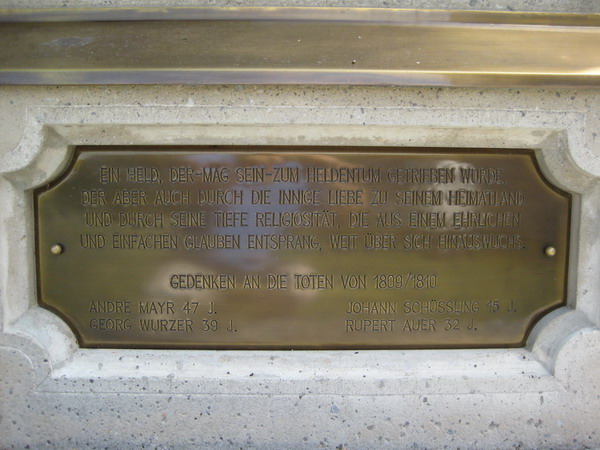 EIN HELD, DER-MAG SEIN-ZUM HELDENTUM GETRIEBEN WURDE,
DER ABER AUCH DURCH DIE INNIGE LIEBE ZU SEINEM HEIMATLAND
UND DURCH SEINE TIEFE RELIGIOSITÄT, DIE AUS EINEM EHRLICHEN
UND EINFACHEN GLAUBEN ENTSPRANG, WEIT ÜBER SICH HINAUSWUCHS.
GEDENKEN AN DIE TOTEN VON 1809/1810
ANDRE MAYR 47 J.
GEORG WURZER 39 J.
JOHANN SCHÜSSLING 15 J.
RUPERT AUER 32 J.